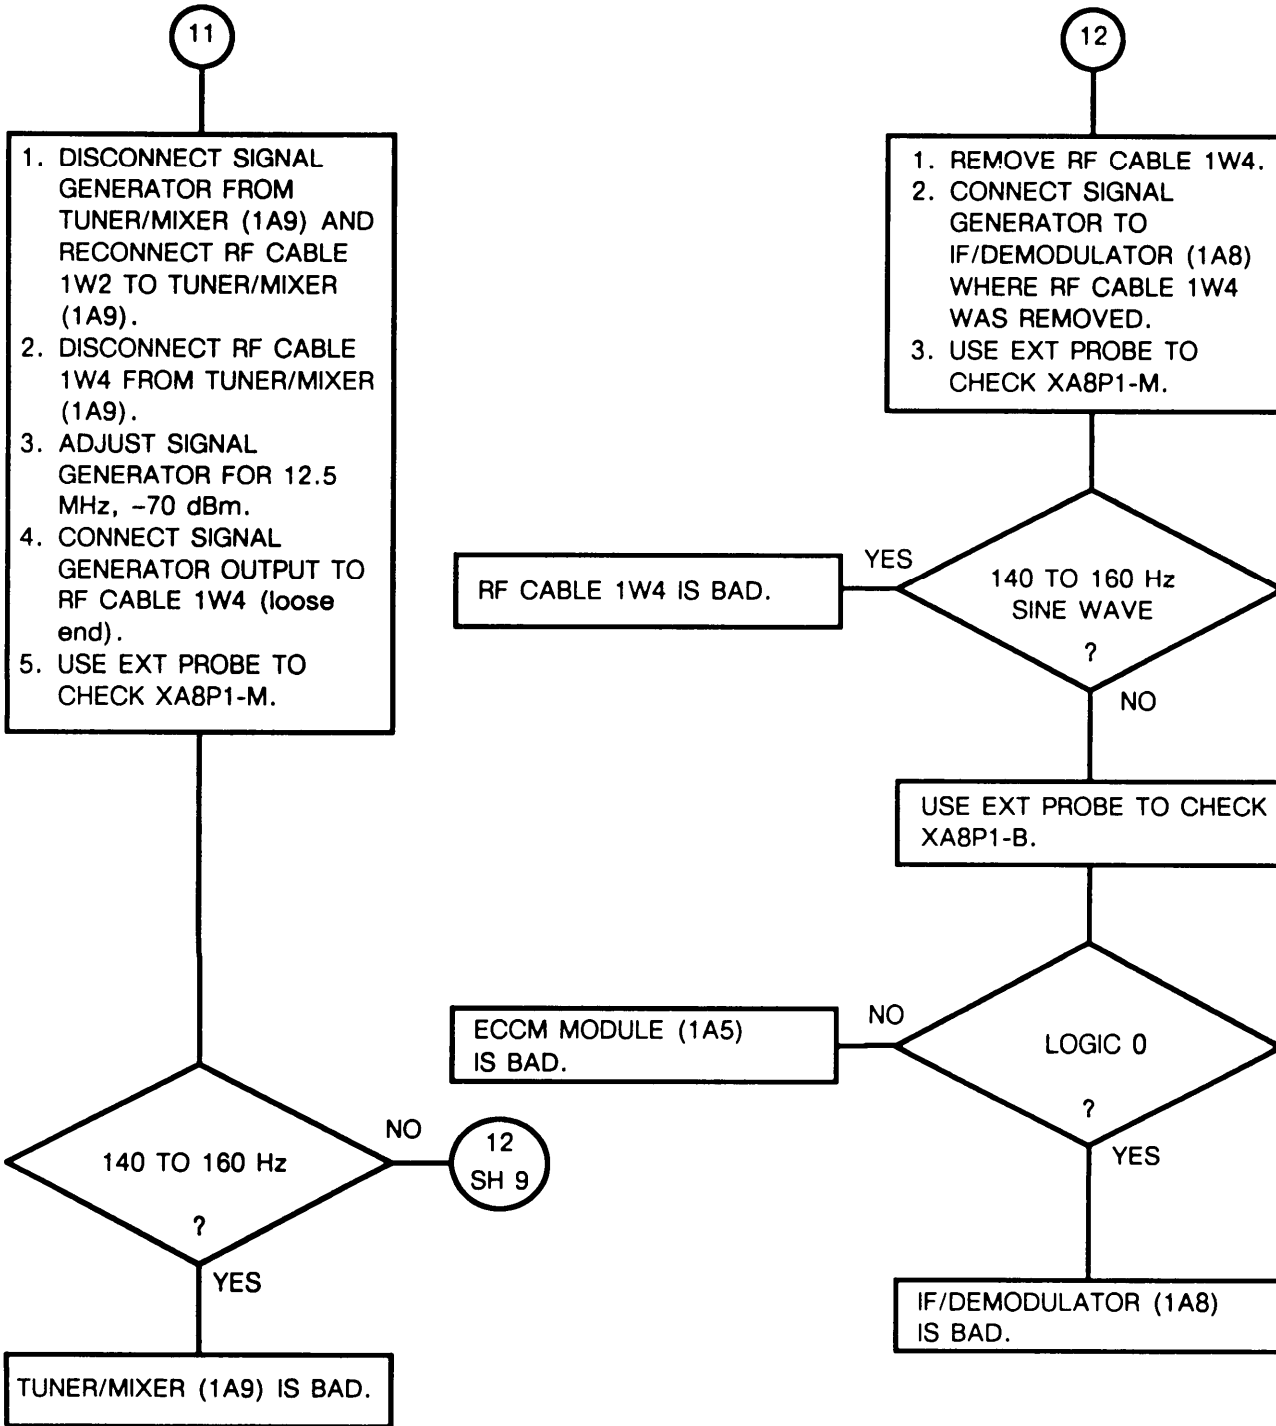 11
1. DISCONNECT SIGNAL
GENERATOR FROM
TUNER/MIXER (1A9) AND
RECONNECT RF CABLE
1W2 TO TUNER/MIXER
(1A9).
2. DISCONNECT RF CABLE
1W4 FROM TUNER/MIXER
(1A9).
3. ADJUST SIGNAL
GENERATOR FOR 12.5
MHz, -70 dBm.
4. CONNECT SIGNAL
GENERATOR OUTPUT TO
RF CABLE 1W4 (loose
end).
5. USE EXT PROBE TO
CHECK XA8P1-M.
140 TO 160 Hz
?
NO
12
SH 9
YES
TUNER/MIXER (1A9) IS BAD.
12
1. REMOVE RF CABLE 1W4.
2. CONNECT SIGNAL
GENERATOR TO
IF/DEMODULATOR (1A8)
WHERE RF CABLE 1W4
WAS REMOVED.
3. USE EXT PROBE TO
CHECK XA8P1-M.
140 TO 160 Hz
SINE WAVE
?
YES
RF CABLE 1W4 IS BAD.
NO
USE EXT PROBE TO CHECK
XA8P1-B.
LOGIC 0
?
NO
ECCM MODULE (1A5)
IS BAD.
YES
IF/DEMODULATOR (1A8)
IS BAD.